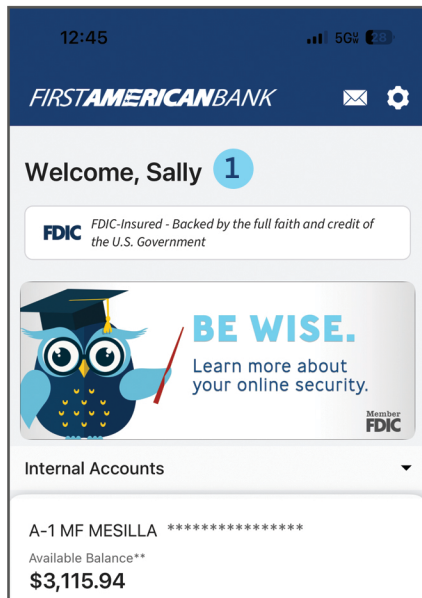 12:45
5G 28
FIRSTAMERICANBANK
Welcome, Sally 1
FDIC FDIC-Insured - Backed by the full faith and credit of
the U.S. Government
BE WISE.
Learn more about
your online security.
Member
FDIC
Internal Accounts
A-1 MF MESILLA ****************
Available Balance**
$3,115.94